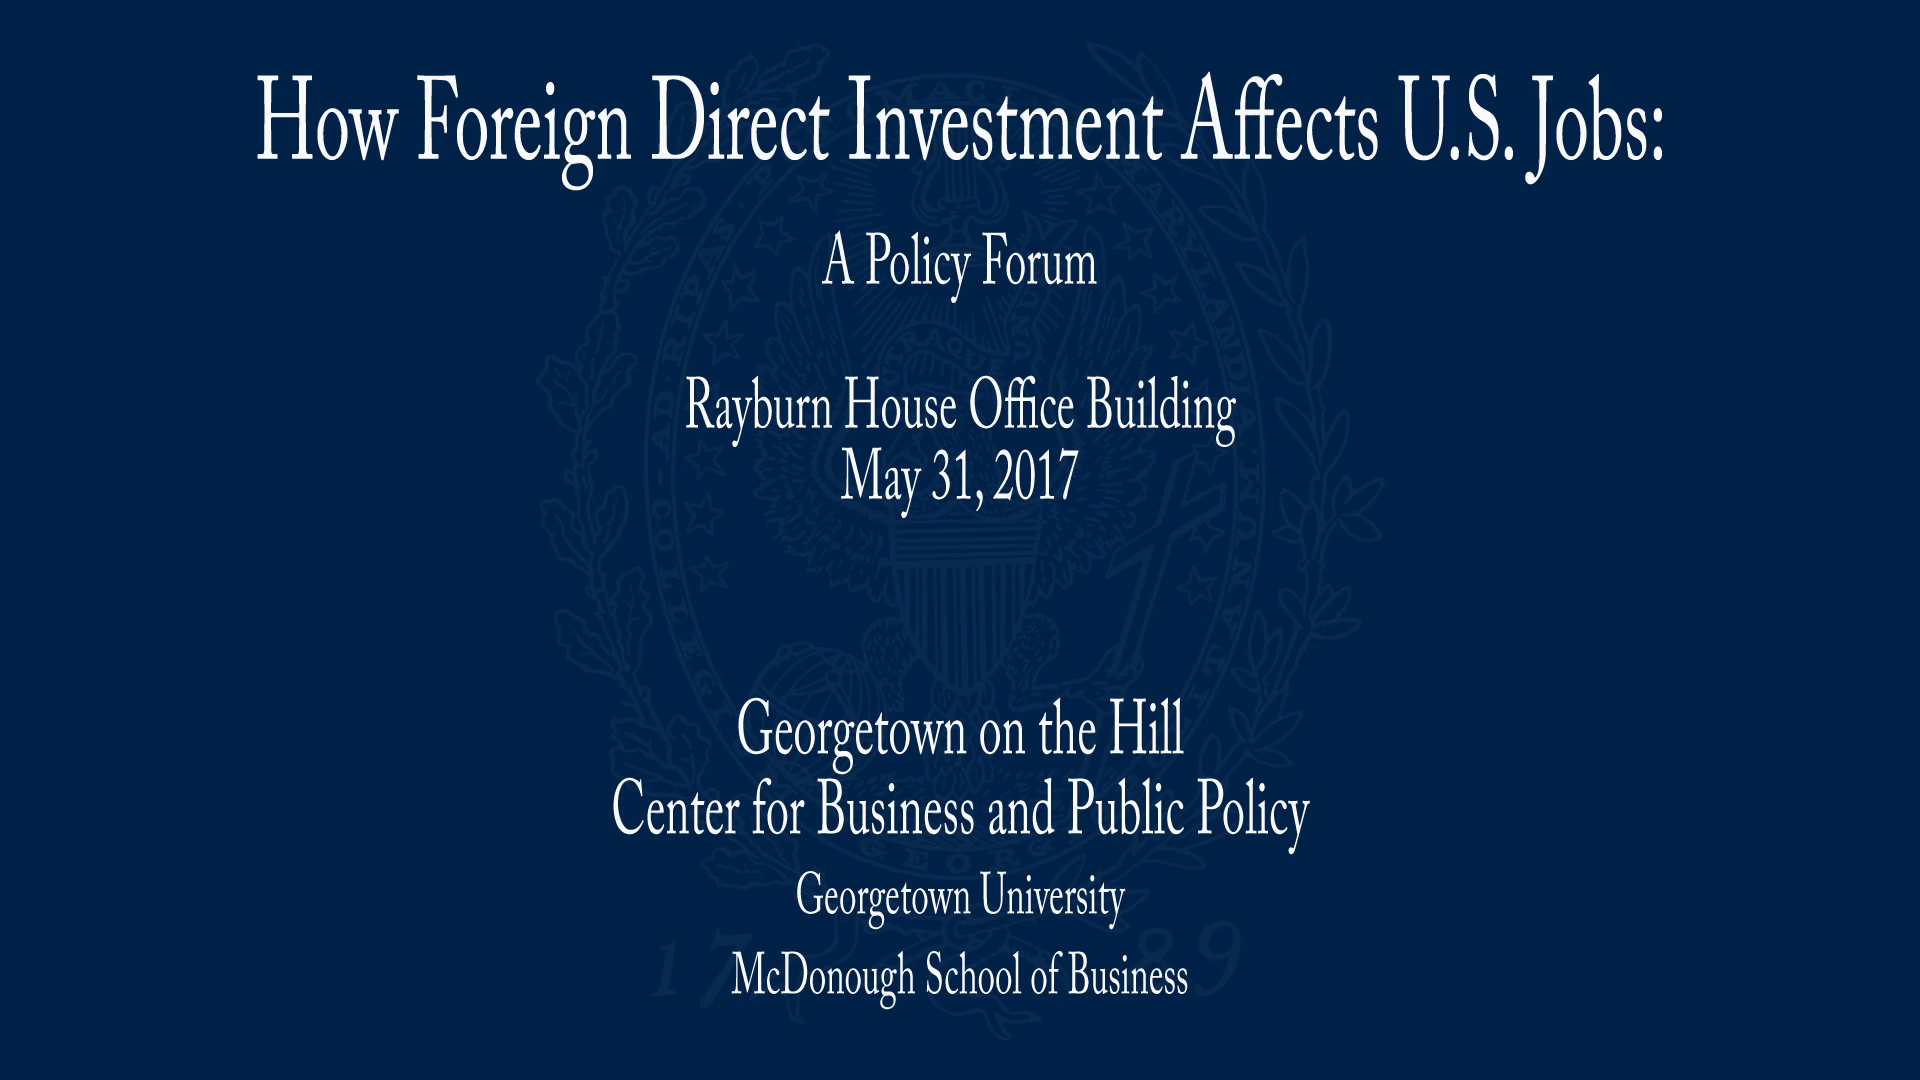 How Foreign Direct Investment Affects U.S. Jobs:
A Policy Forum
Rayburn House Office Building
May 31, 2017
Georgetown on the Hill
Center for Business and Public Policy
Georgetown University
McDonough School of Business
1789